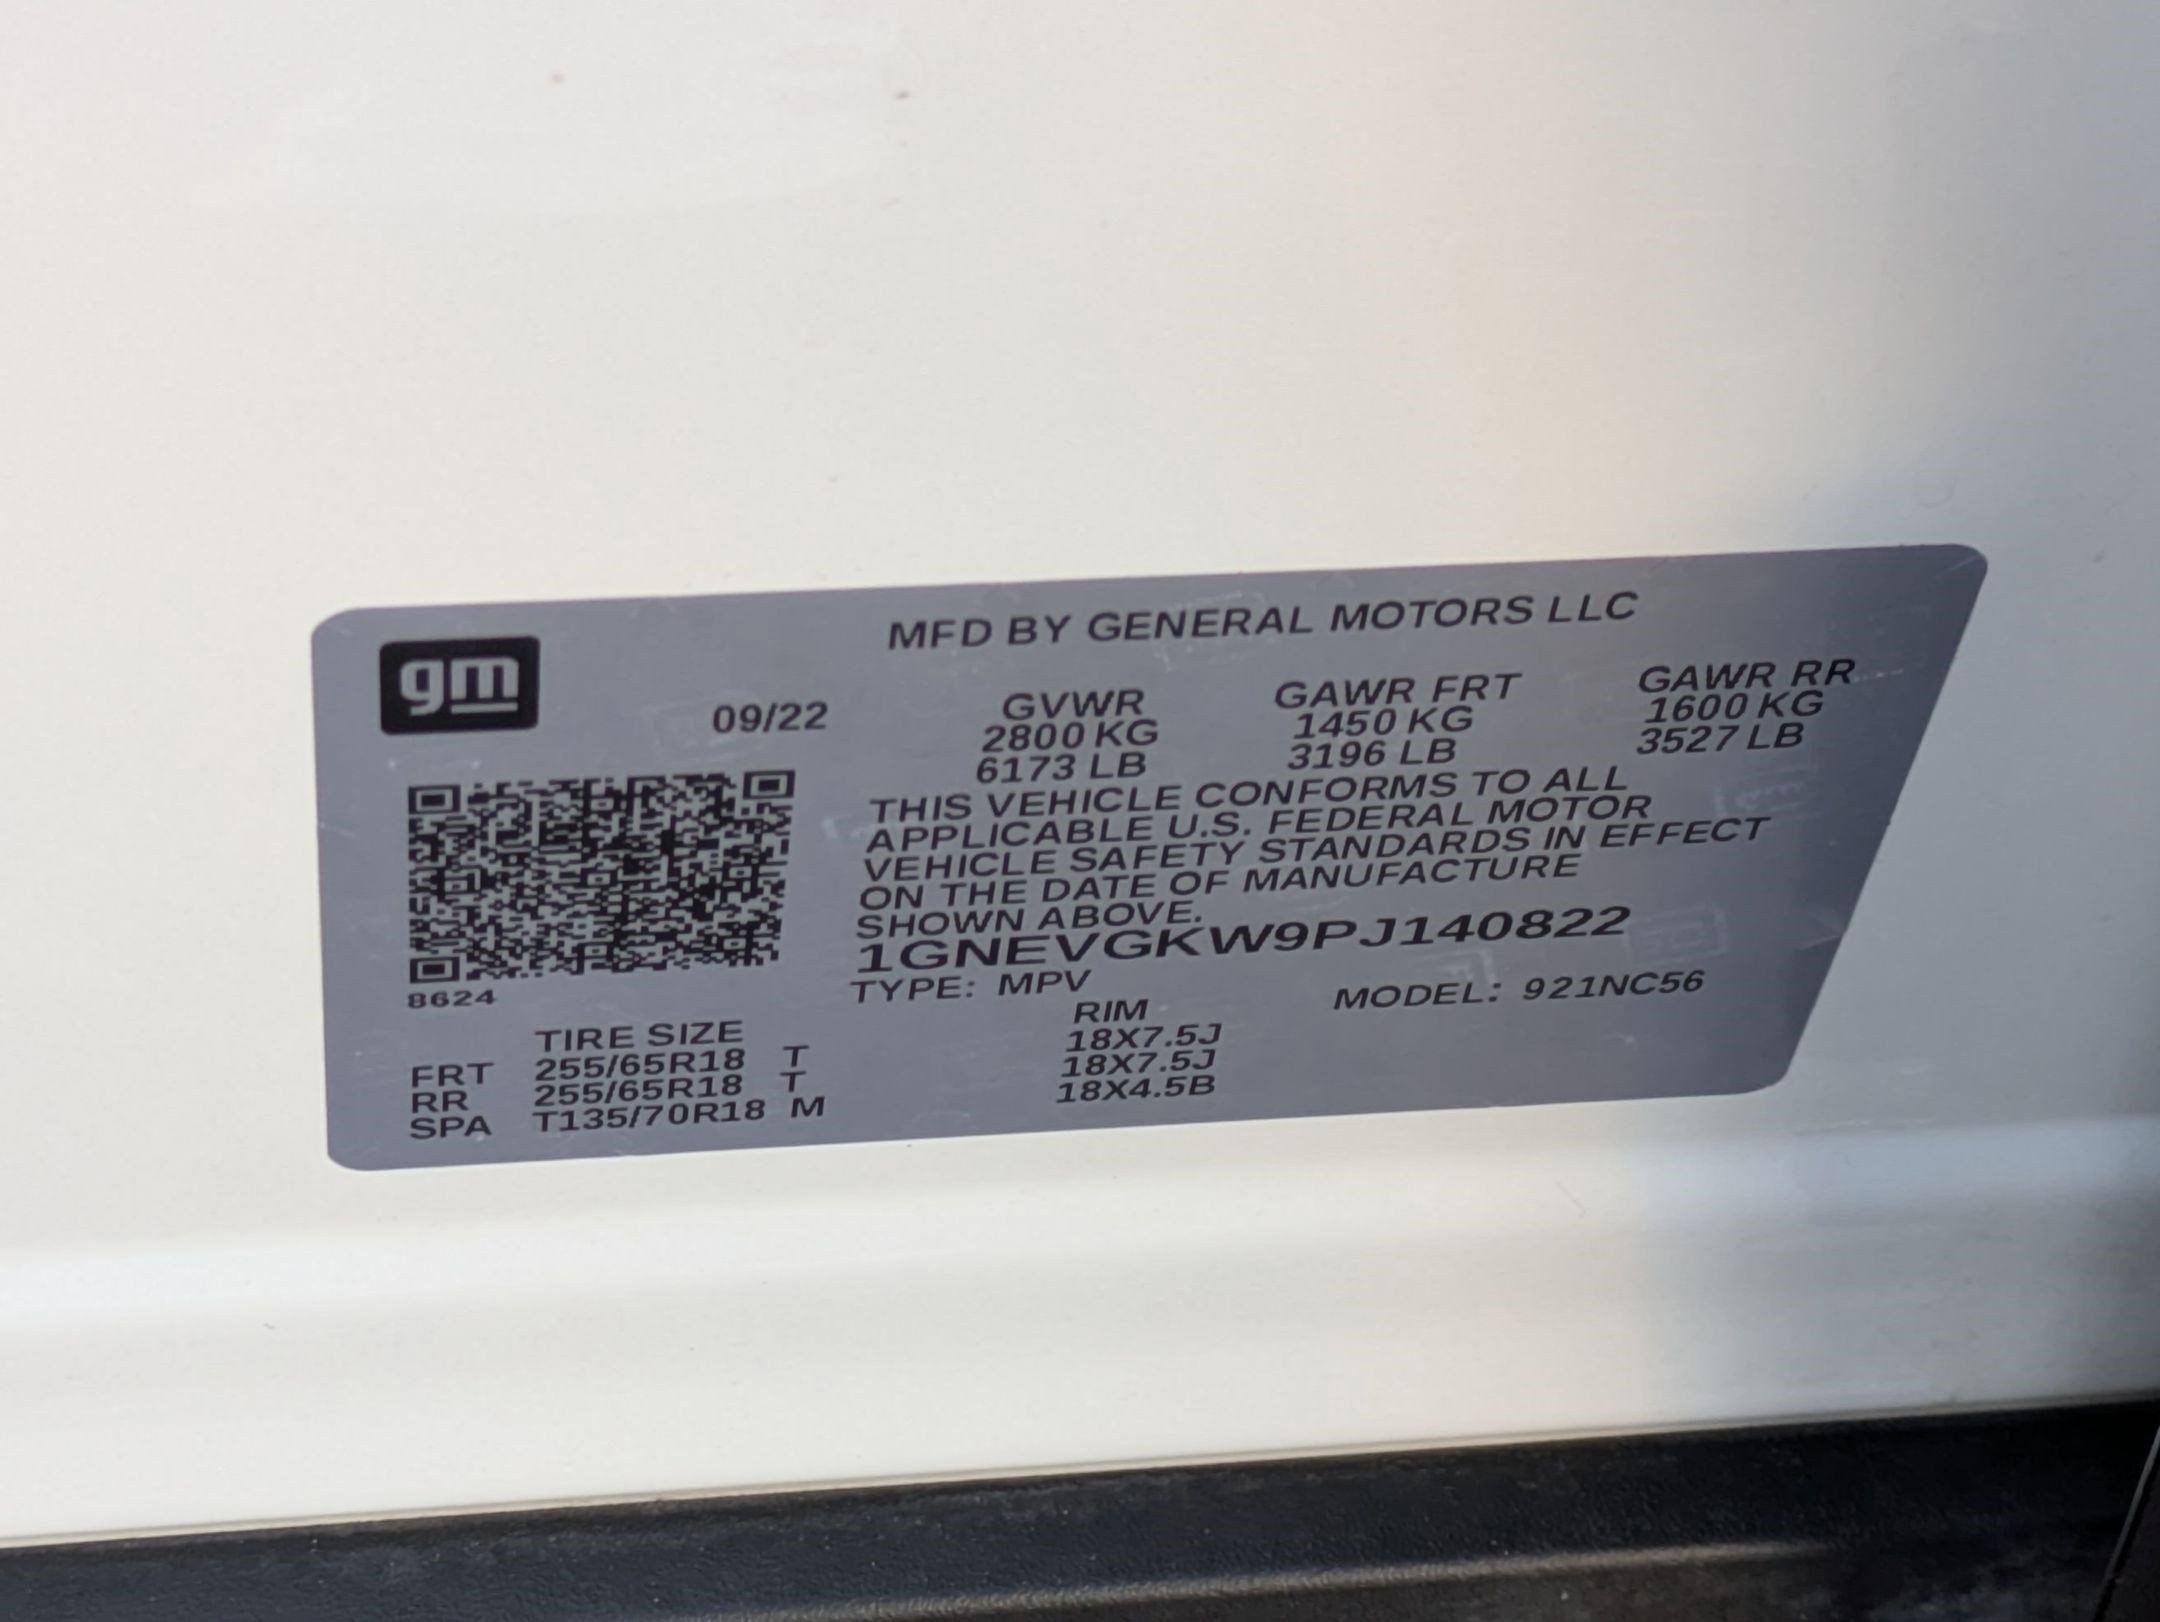 gm
MFD BY GENERAL MOTORS LLC
09/22 GVWR GAWR FRT GAWR RR
2800 KG 1450 KG 1600 KG
6173 LB 3196 LB 3527 LB
THIS VEHICLE CONFORMS TO ALL
APPLICABLE U.S. FEDERAL MOTOR
VEHICLE SAFETY STANDARDS IN EFFECT
ON THE DATE OF MANUFACTURE
SHOWN ABOVE.
1GNEVGKW9PJ140822
8624
TYPE: MPV MODEL: 921NC56
TIRE SIZE RIM
FRT 255/65R18 T 18X7.5J
RR 255/65R18 T 18X7.5J
SPA T135/70R18 M 18X4.5B